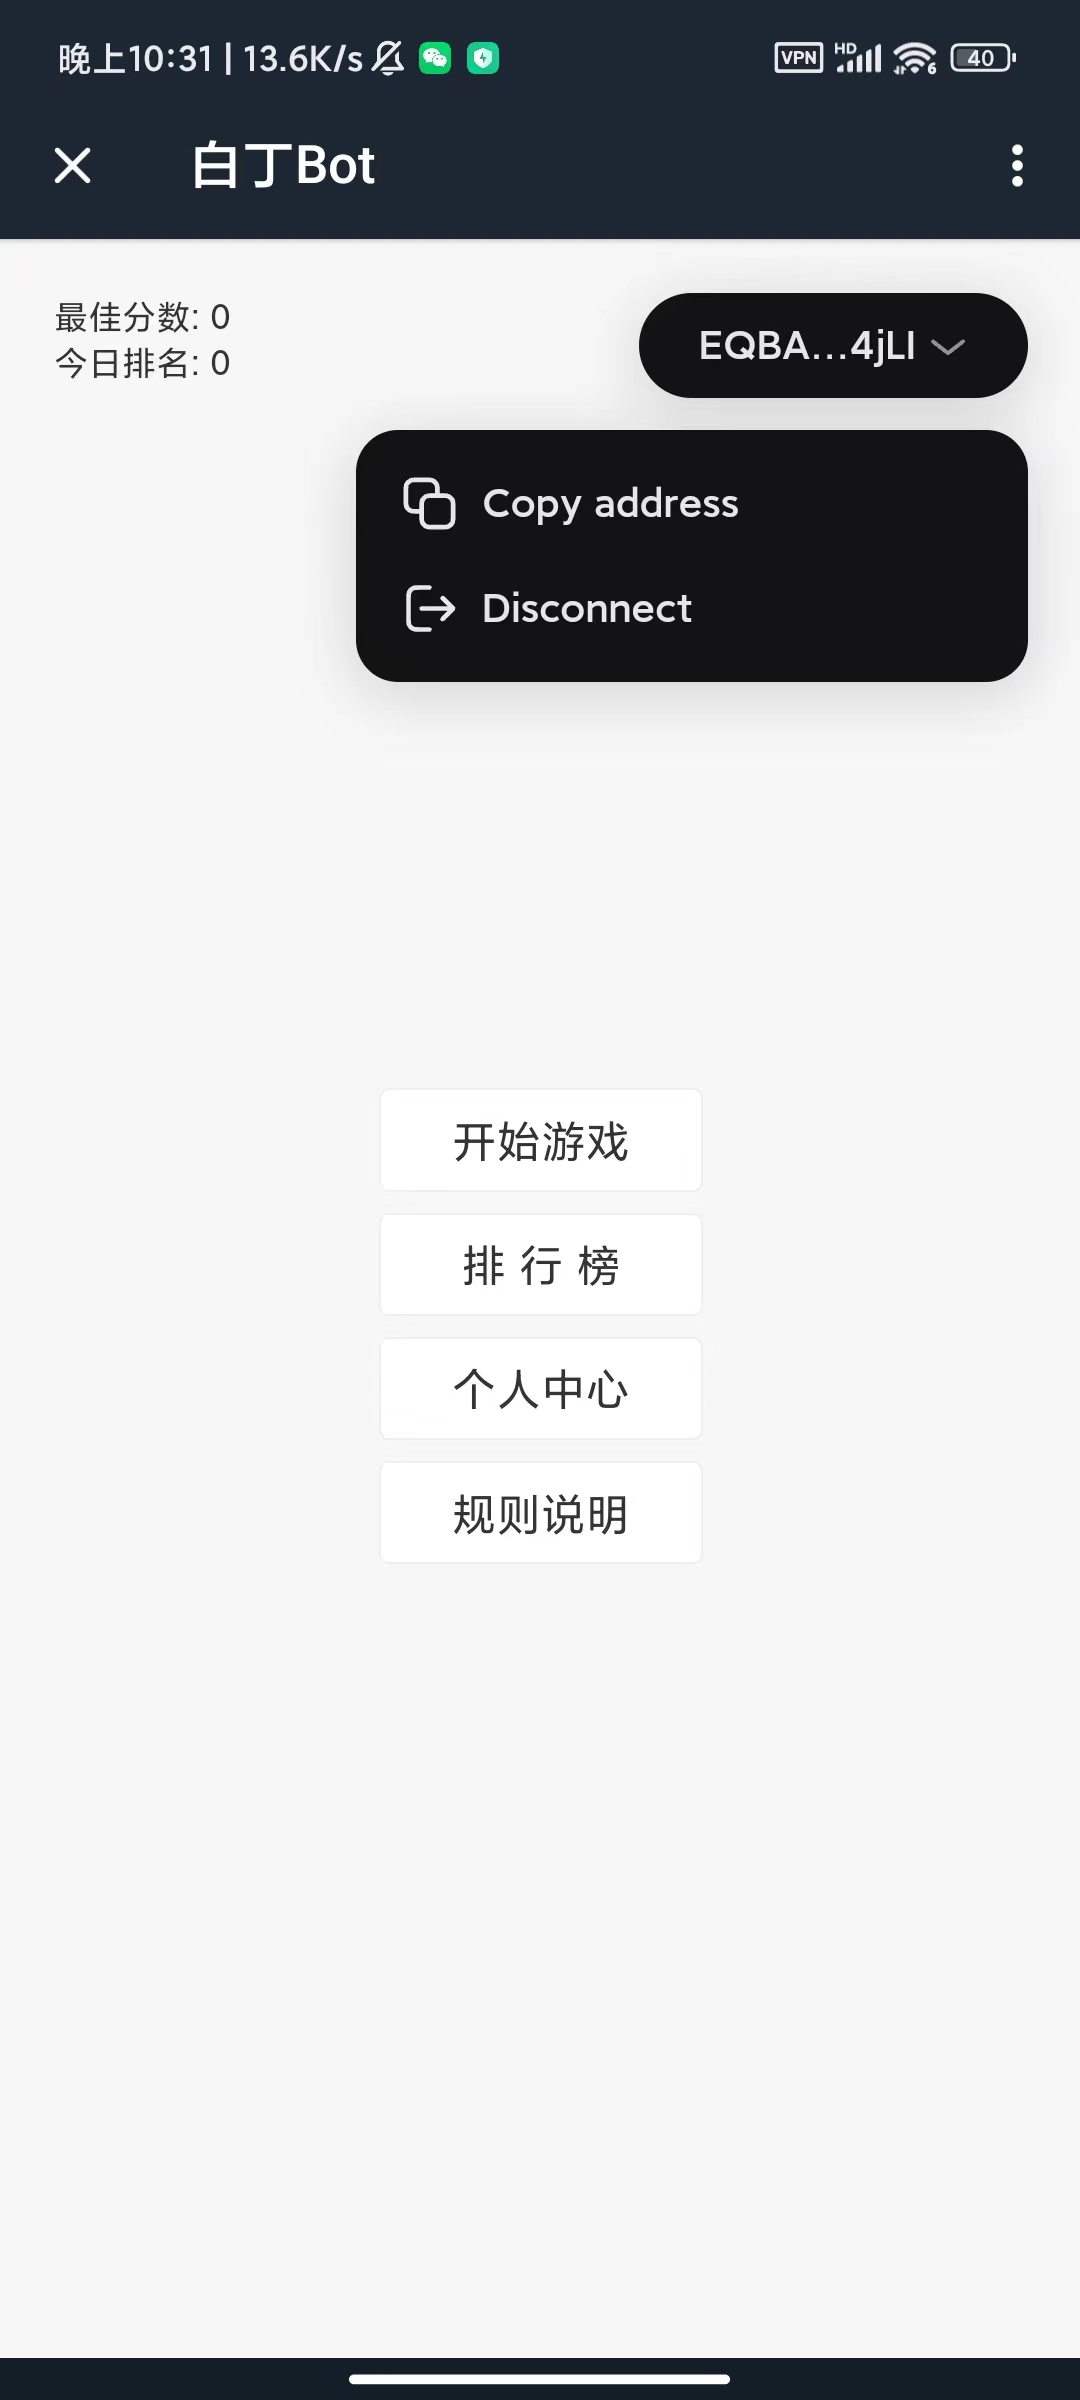 晚上10:31 | 13.6K/s
VPN HD 6 40
白丁Bot
最佳分数: 0
今日排名: 0
EQBA...4jLI
Copy address
Disconnect
开始游戏
排 行 榜
个人中心
规则说明